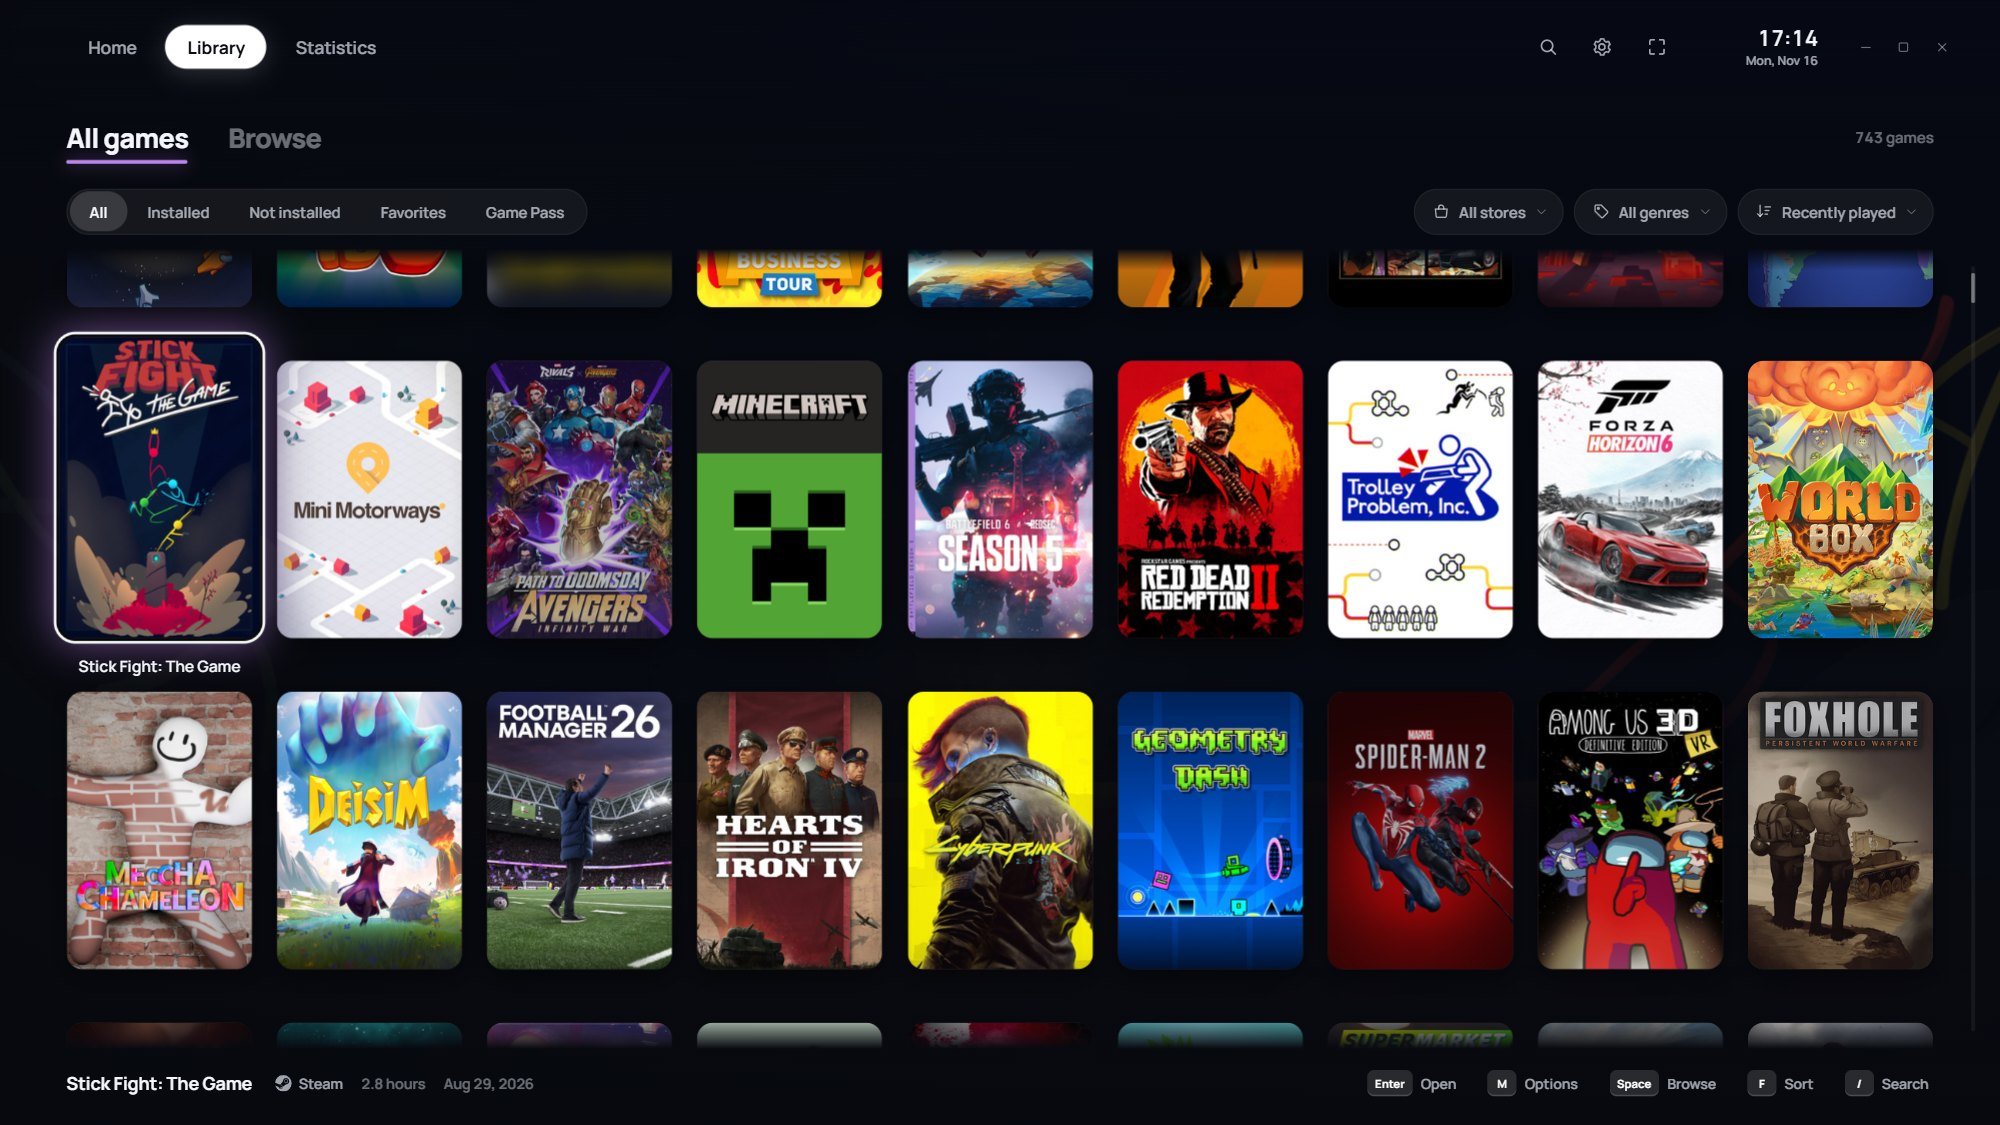 Home
Library
Statistics
17:14
Mon, Nov 16
All games
Browse
743 games
All
Installed
Not installed
Favorites
Game Pass
All stores
All genres
Recently played
BUSINESS
TOUR
STICK
FIGHT
THE GAME
Mini Motorways
RIVALS × AVENGERS
PATH TO DOOMSDAY
AVENGERS
INFINITY WAR
MINECRAFT
BATTLEFIELD 6
REDSEC
SEASON 5
ROCKSTAR GAMES PRESENTS
RED DEAD
REDEMPTION II
Trolley
Problem, Inc.
FORZA
HORIZON 6
WORLD
BOX
Stick Fight: The Game
MECCHA
CHAMELEON
DEISIM
FOOTBALL
MANAGER 26
HEARTS
OF
IRON IV
CYBERPUNK
2077
GEOMETRY
DASH
MARVEL
SPIDER-MAN 2
AMONG US 3D
DEFINITIVE EDITION
VR
FOXHOLE
PERSISTENT WORLD WARFARE
SUPERMARKET
Stick Fight: The Game
Steam
2.8 hours
Aug 29, 2026
Enter
Open
M
Options
Space
Browse
F
Sort
/
Search